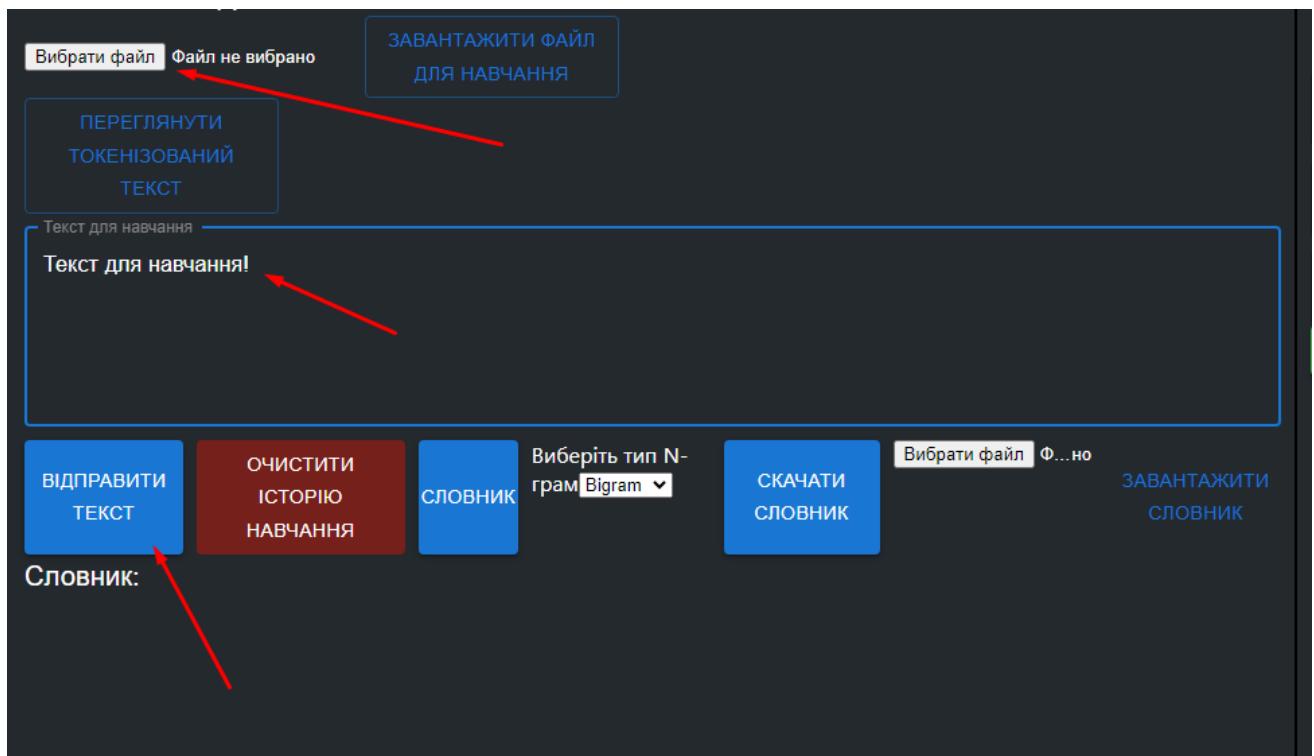 Вибрати файл Файл не вибрано
ЗАВАНТАЖИТИ ФАЙЛ
ДЛЯ НАВЧАННЯ
ПЕРЕГЛЯНУТИ
ТОКЕНІЗОВАНИЙ
ТЕКСТ
Текст для навчання
Текст для навчання!
ВІДПРАВИТИ
ТЕКСТ
ОЧИСТИТИ
ІСТОРІЮ
НАВЧАННЯ
СЛОВНИК
Виберіть тип N-
грам Bigram
СКАЧАТИ
СЛОВНИК
Вибрати файл Ф...но
ЗАВАНТАЖИТИ
СЛОВНИК
Словник: